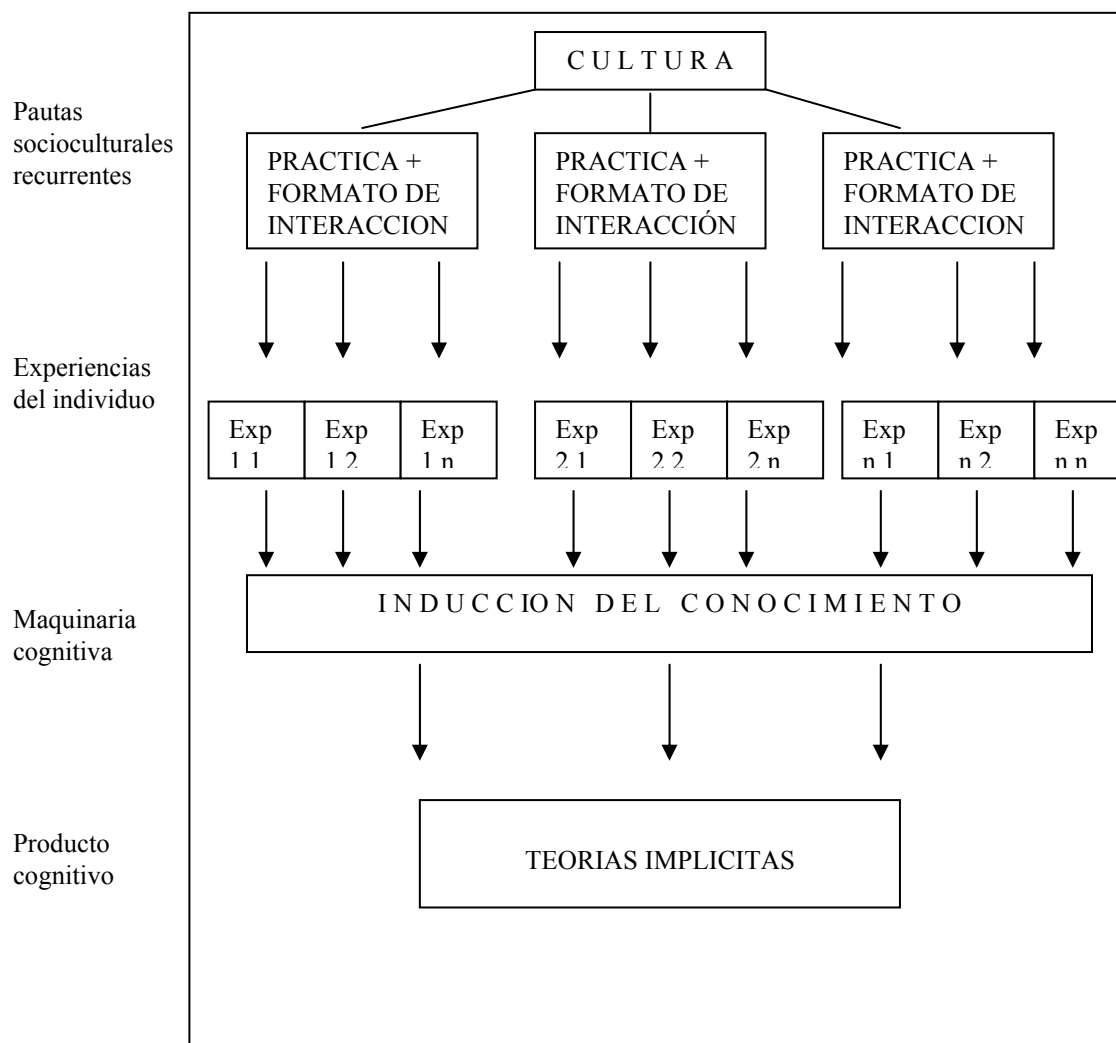 C U L T U R A
Pautas
socioculturales
recurrentes
PRACTICA +
FORMATO DE
INTERACCION
PRACTICA +
FORMATO DE
INTERACCIÓN
PRACTICA +
FORMATO DE
INTERACCION
Experiencias
del individuo
Exp
1 1
Exp
1 2
Exp
1 n
Exp
2 1
Exp
2 2
Exp
2 n
Exp
n 1
Exp
n 2
Exp
n n
Maquinaria
cognitiva
I N D U C C I O N D E L C O N O C I M I E N T O
Producto
cognitivo
TEORIAS IMPLICITAS